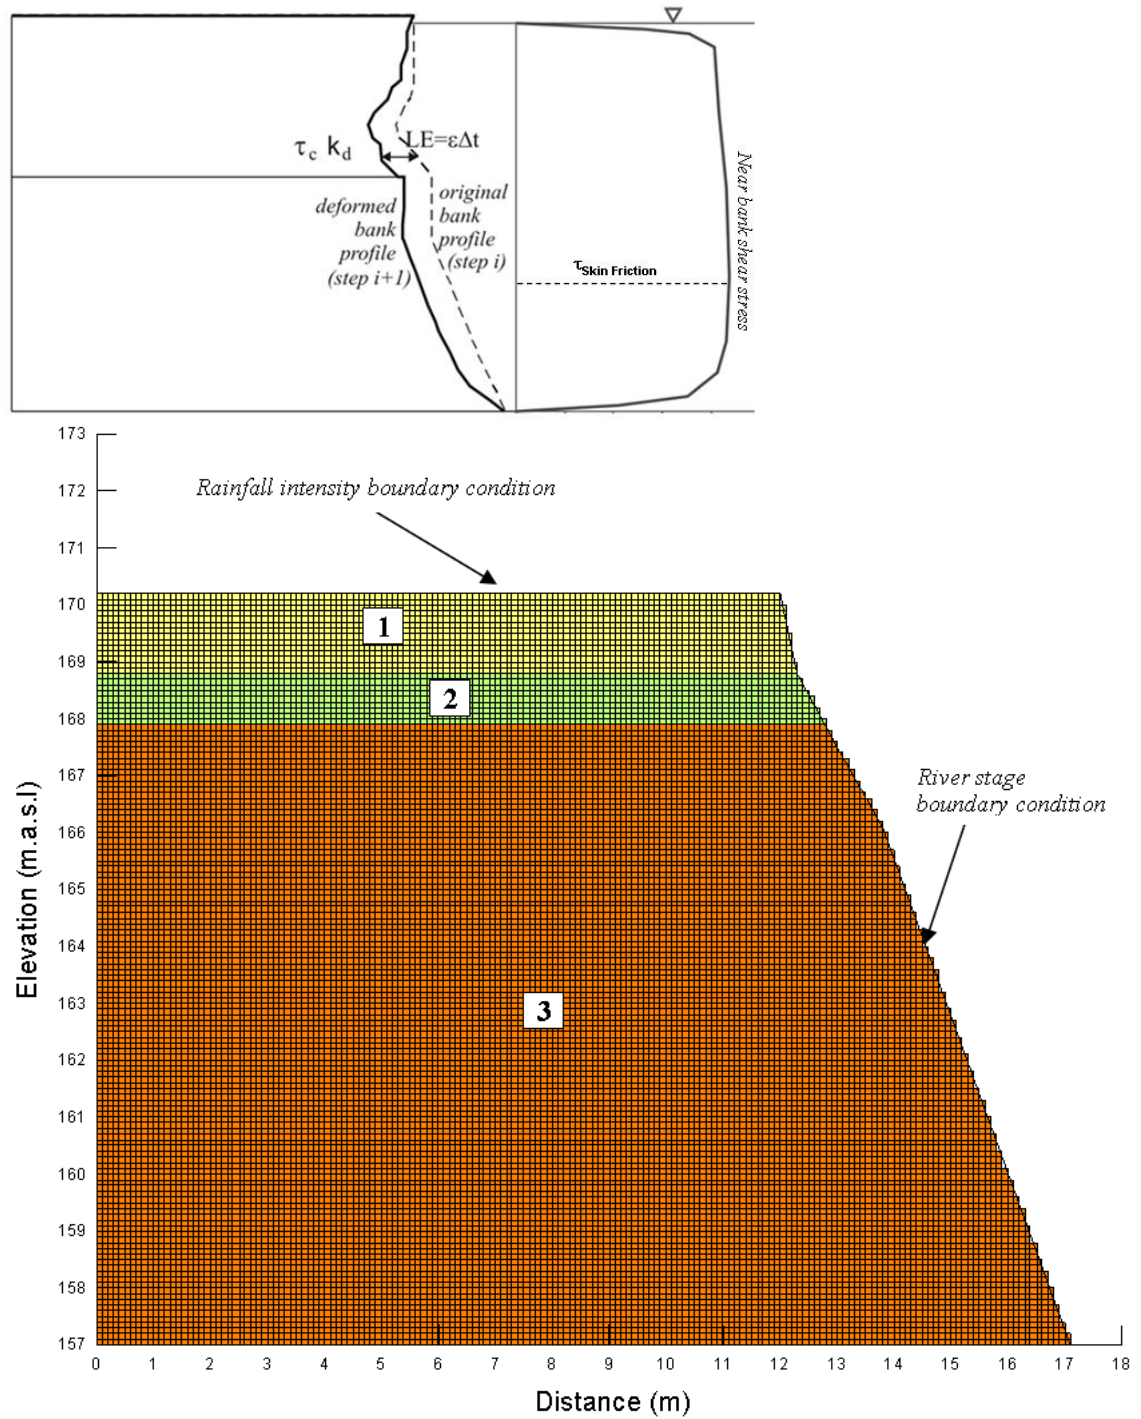 LE=εΔt
τc kd
original
bank
profile
(step i)
deformed
bank
profile
(step i+1)
τSkin Friction
Near bank shear stress
173
172
171
170
169
168
167
166
165
164
163
162
161
160
159
158
157
Elevation (m.a.s.l)
Rainfall intensity boundary condition
1
2
3
River stage
boundary condition
0 1 2 3 4 5 6 7 8 9 10 11 12 13 14 15 16 17 18
Distance (m)